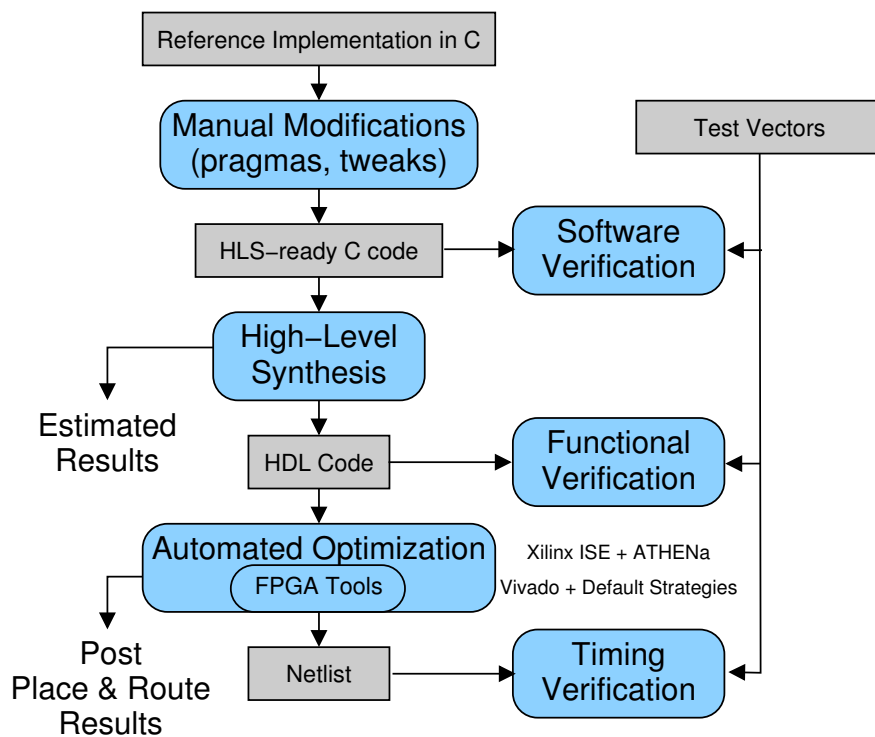 Reference Implementation in C
Manual Modifications
(pragmas, tweaks)
Test Vectors
HLS−ready C code
Software
Verification
High−Level
Synthesis
Estimated
Results
HDL Code
Functional
Verification
Automated Optimization
FPGA Tools
Xilinx ISE + ATHENa
Vivado + Default Strategies
Post
Place & Route
Results
Netlist
Timing
Verification